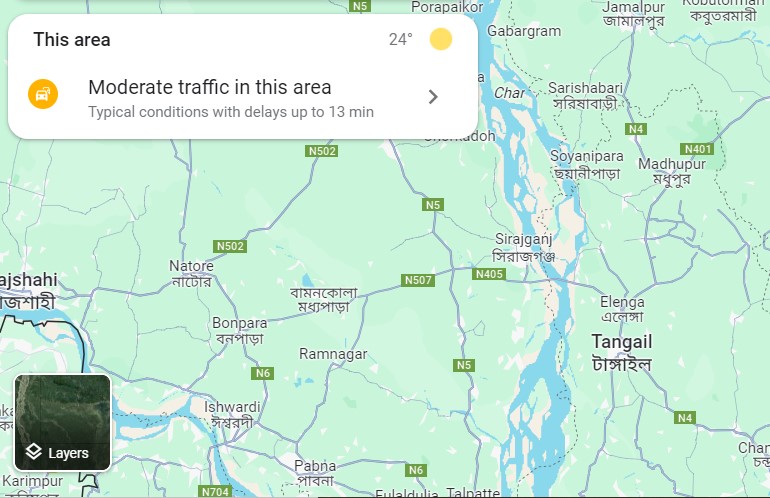 N5
Porapaikor
Jamalpur
জামালপুর
কবুতরমারী
This area
24°
Gabargram
Moderate traffic in this area
Typical conditions with delays up to 13 min
Char
Sarishabari
সরিষাবাড়ী
N4
N502
N401
Soyanipara
ছয়ানীপাড়া
Madhupur
মধুপুর
N5
N502
Sirajganj
সিরাজগঞ্জ
Natore
নাটোর
N507
N405
বামনকোলা
মধ্যপাড়া
Elenga
এলেঙ্গা
Bonpara
বনপাড়া
Tangail
টাঙ্গাইল
Ramnagar
N6
N5
Ishwardi
ঈশ্বরদী
N4
Layers
Pabna
পাবনা
N6
Karimpur
N704
Talpatte